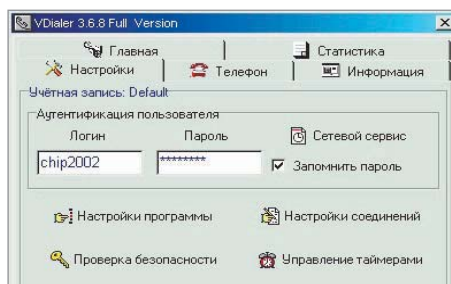 VDialer 3.6.8 Full Version
Главная Статистика
Настройки Телефон Информация
Учётная запись: Default
Аутентификация пользователя
Логин Пароль Сетевой сервис
chip2002 ******** Запомнить пароль
Настройки программы Настройки соединений
Проверка безопасности Управление таймерами